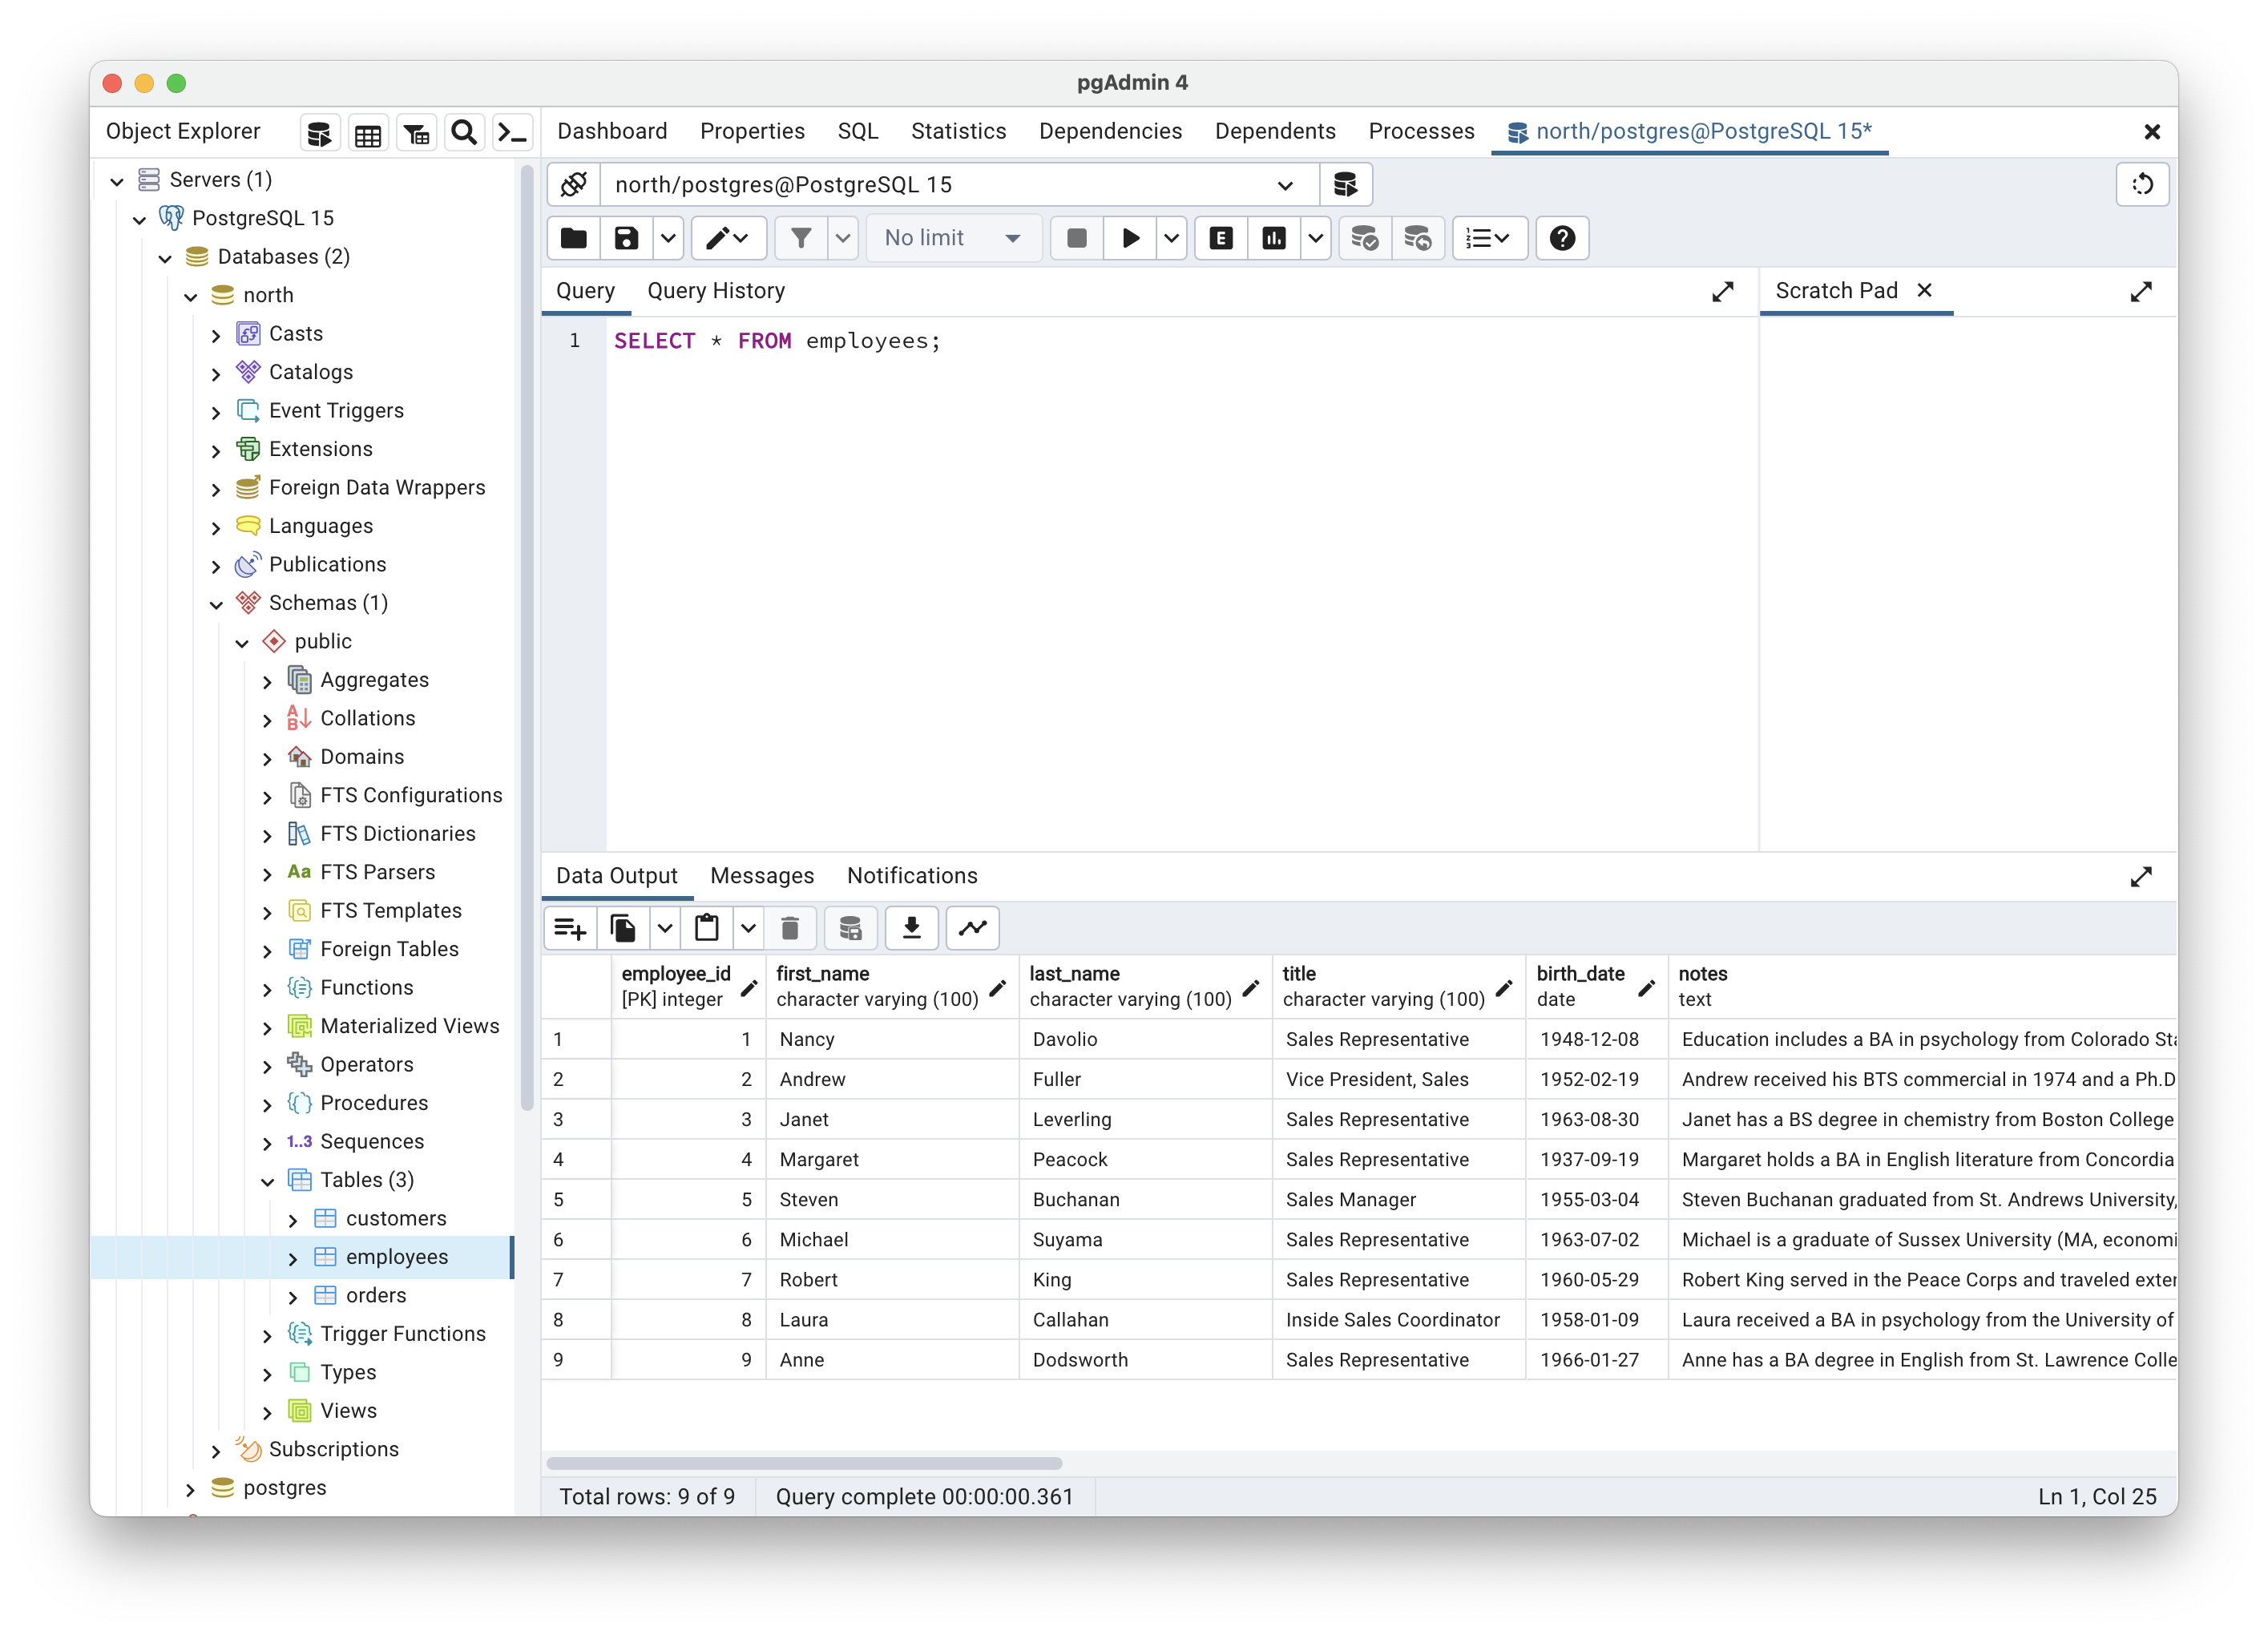 pgAdmin 4
Object Explorer
Dashboard Properties SQL Statistics Dependencies Dependents Processes north/postgres@PostgreSQL 15*
Servers (1)
PostgreSQL 15
Databases (2)
north
Casts
Catalogs
Event Triggers
Extensions
Foreign Data Wrappers
Languages
Publications
Schemas (1)
public
Aggregates
Collations
Domains
FTS Configurations
FTS Dictionaries
Aa FTS Parsers
FTS Templates
Foreign Tables
Functions
Materialized Views
Operators
Procedures
1..3 Sequences
Tables (3)
customers
employees
orders
Trigger Functions
Types
Views
Subscriptions
postgres
north/postgres@PostgreSQL 15
No limit
Query Query History
Scratch Pad
1 SELECT * FROM employees;
Data Output Messages Notifications
employee_id first_name last_name title birth_date notes
[PK] integer character varying (100) character varying (100) character varying (100) date text
1 1 Nancy Davolio Sales Representative 1948-12-08 Education includes a BA in psychology from Colorado Sta
2 2 Andrew Fuller Vice President, Sales 1952-02-19 Andrew received his BTS commercial in 1974 and a Ph.D
3 3 Janet Leverling Sales Representative 1963-08-30 Janet has a BS degree in chemistry from Boston College
4 4 Margaret Peacock Sales Representative 1937-09-19 Margaret holds a BA in English literature from Concordia
5 5 Steven Buchanan Sales Manager 1955-03-04 Steven Buchanan graduated from St. Andrews University,
6 6 Michael Suyama Sales Representative 1963-07-02 Michael is a graduate of Sussex University (MA, economi
7 7 Robert King Sales Representative 1960-05-29 Robert King served in the Peace Corps and traveled exter
8 8 Laura Callahan Inside Sales Coordinator 1958-01-09 Laura received a BA in psychology from the University of
9 9 Anne Dodsworth Sales Representative 1966-01-27 Anne has a BA degree in English from St. Lawrence Colle
Total rows: 9 of 9 Query complete 00:00:00.361 Ln 1, Col 25